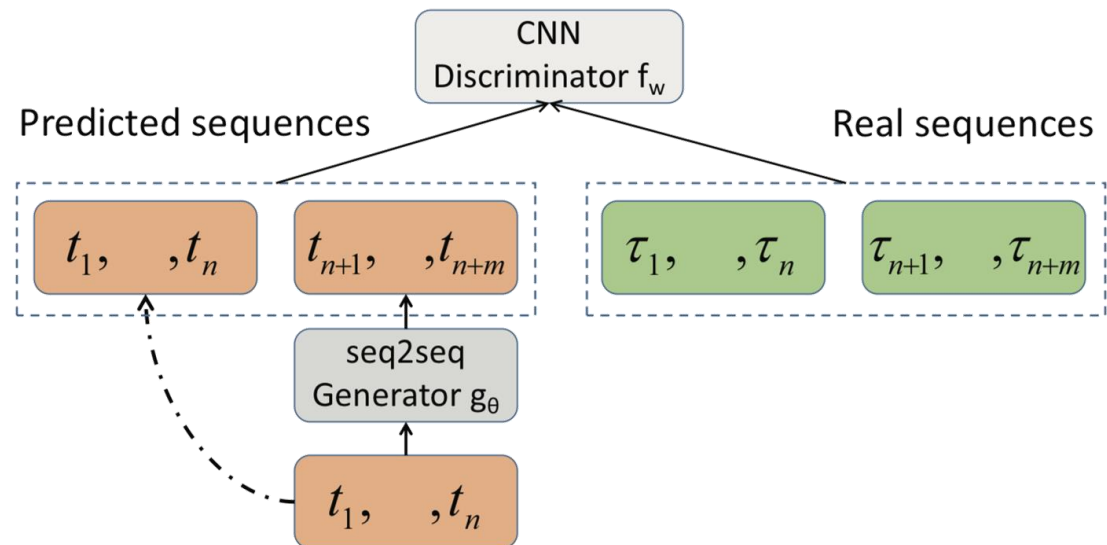 CNN
Discriminator f_w
Predicted sequences
Real sequences
t_1, ,t_n
t_{n+1}, ,t_{n+m}
τ_1, ,τ_n
τ_{n+1}, ,τ_{n+m}
seq2seq
Generator g_θ
t_1, ,t_n